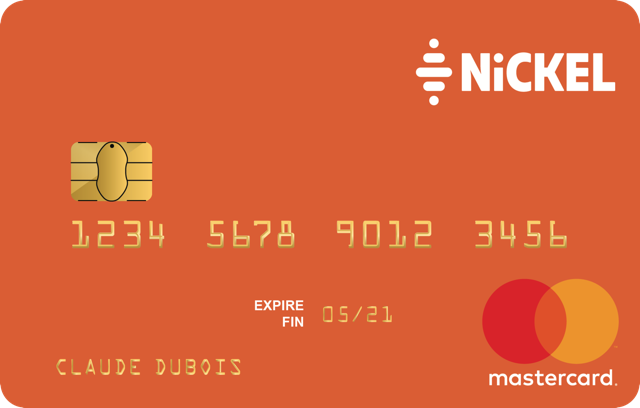 NiCKEL
1234 5678 9012 3456
EXPIRE
FIN 05/21
CLAUDE DUBOIS
mastercard.